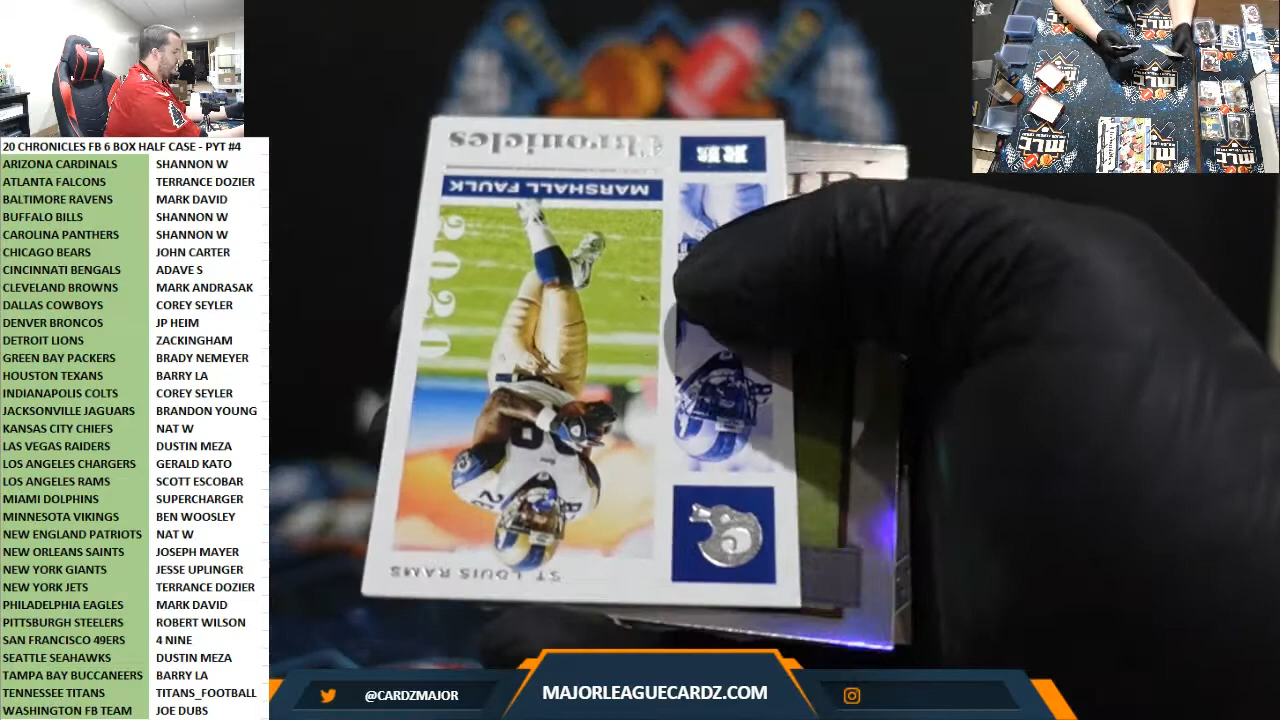 20 CHRONICLES FB 6 BOX HALF CASE - PYT #4
ARIZONA CARDINALS SHANNON W
ATLANTA FALCONS TERRANCE DOZIER
BALTIMORE RAVENS MARK DAVID
BUFFALO BILLS SHANNON W
CAROLINA PANTHERS SHANNON W
CHICAGO BEARS JOHN CARTER
CINCINNATI BENGALS ADAVE S
CLEVELAND BROWNS MARK ANDRASAK
DALLAS COWBOYS COREY SEYLER
DENVER BRONCOS JP HEIM
DETROIT LIONS ZACKINGHAM
GREEN BAY PACKERS BRADY NEMEYER
HOUSTON TEXANS BARRY LA
INDIANAPOLIS COLTS COREY SEYLER
JACKSONVILLE JAGUARS BRANDON YOUNG
KANSAS CITY CHIEFS NAT W
LAS VEGAS RAIDERS DUSTIN MEZA
LOS ANGELES CHARGERS GERALD KATO
LOS ANGELES RAMS SCOTT ESCOBAR
MIAMI DOLPHINS SUPERCHARGER
MINNESOTA VIKINGS BEN WOOSLEY
NEW ENGLAND PATRIOTS NAT W
NEW ORLEANS SAINTS JOSEPH MAYER
NEW YORK GIANTS JESSE UPLINGER
NEW YORK JETS TERRANCE DOZIER
PHILADELPHIA EAGLES MARK DAVID
PITTSBURGH STEELERS ROBERT WILSON
SAN FRANCISCO 49ERS 4 NINE
SEATTLE SEAHAWKS DUSTIN MEZA
TAMPA BAY BUCCANEERS BARRY LA
TENNESSEE TITANS TITANS_FOOTBALL
WASHINGTON FB TEAM JOE DUBS
Chronicles
MARSHALL FAULK
2020
ST. LOUIS RAMS
MLC
@CARDZMAJOR
MAJORLEAGUECARDZ.COM